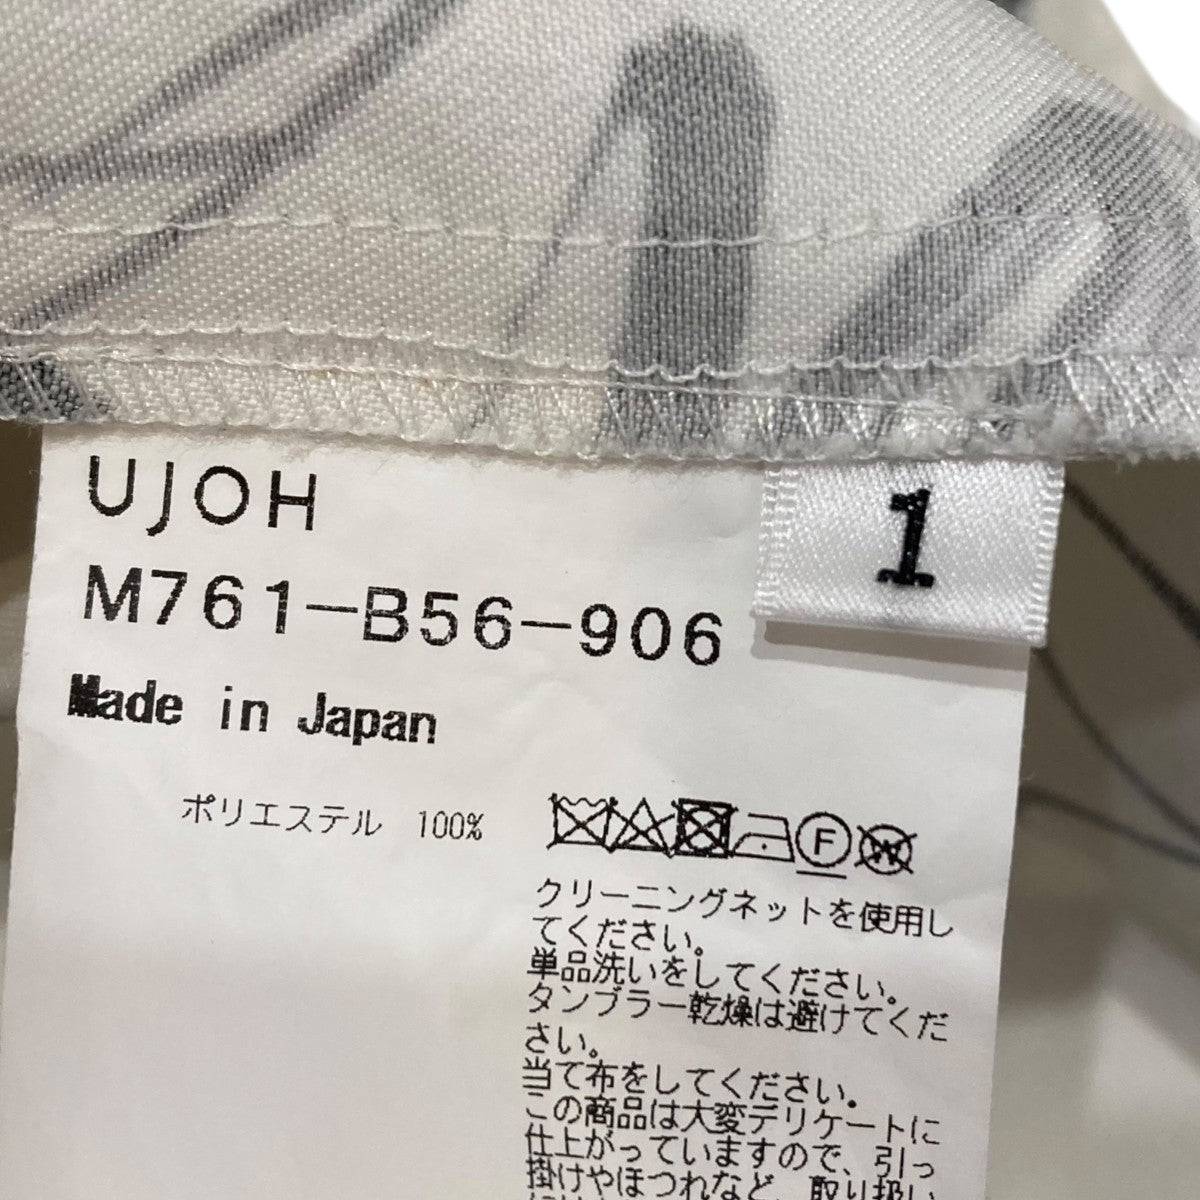 UJOH
1
M761-B56-906
Made in Japan
ポリエステル 100%
F W
クリーニングネットを使用し
てください。
単品洗いをしてください。
タンブラー乾燥は避けてくだ
さい。
当て布をしてください。
この商品は大変デリケートに
仕上がっていますので、引っ
掛けやほつれなど、取り扱い